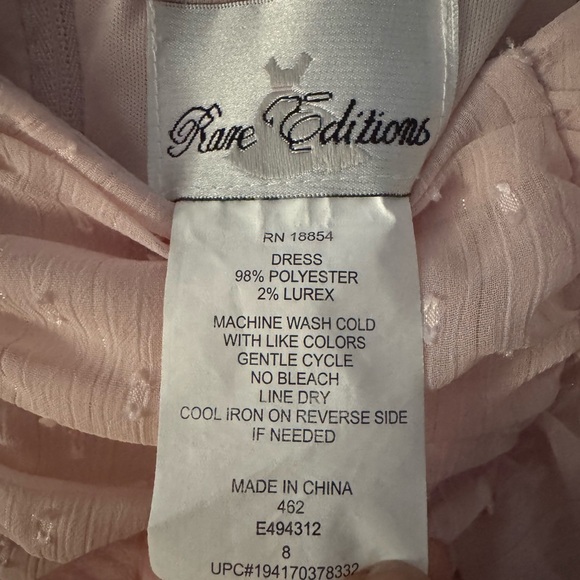 Rare Editions
RN 18854
DRESS
98% POLYESTER
2% LUREX
MACHINE WASH COLD
WITH LIKE COLORS
GENTLE CYCLE
NO BLEACH
LINE DRY
COOL IRON ON REVERSE SIDE
IF NEEDED
MADE IN CHINA
462
E494312
8
UPC#194170378332